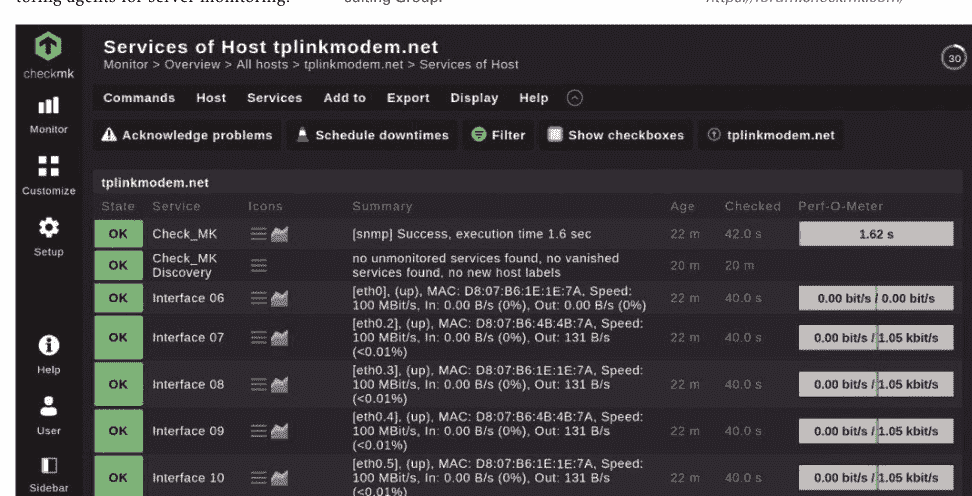 toring agents for server monitoring.
Editing Group.
https://forum.checkmk.com/
checkmk
Monitor
Customize
Setup
Help
User
Sidebar
Services of Host tplinkmodem.net
Monitor > Overview > All hosts > tplinkmodem.net > Services of Host
30
Commands Host Services Add to Export Display Help
Acknowledge problems Schedule downtimes Filter Show checkboxes tplinkmodem.net
tplinkmodem.net
State Service Icons Summary Age Checked Perf-O-Meter
OK Check_MK [snmp] Success, execution time 1.6 sec 22 m 42.0 s 1.62 s
OK Check_MK Discovery no unmonitored services found, no vanished
services found, no new host labels 20 m 20 m
OK Interface 06 [eth0], (up), MAC: D8:07:B6:1E:1E:7A, Speed:
100 MBit/s, In: 0.00 B/s (0%), Out: 0.00 B/s (0%) 22 m 40.0 s 0.00 bit/s / 0.00 bit/s
OK Interface 07 [eth0.2], (up), MAC: D8:07:B6:4B:4B:7A, Speed:
100 MBit/s, In: 0.00 B/s (0%), Out: 131 B/s
(<0.01%) 22 m 40.0 s 0.00 bit/s / 1.05 kbit/s
OK Interface 08 [eth0.3], (up), MAC: D8:07:B6:1E:1E:7A, Speed:
100 MBit/s, In: 0.00 B/s (0%), Out: 131 B/s
(<0.01%) 22 m 40.0 s 0.00 bit/s / 1.05 kbit/s
OK Interface 09 [eth0.4], (up), MAC: D8:07:B6:4B:4B:7A, Speed:
100 MBit/s, In: 0.00 B/s (0%), Out: 131 B/s
(<0.01%) 22 m 40.0 s 0.00 bit/s / 1.05 kbit/s
OK Interface 10 [eth0.5], (up), MAC: D8:07:B6:1E:1E:7A, Speed:
100 MBit/s, In: 0.00 B/s (0%), Out: 131 B/s
(<0.01%) 22 m 40.0 s 0.00 bit/s / 1.05 kbit/s